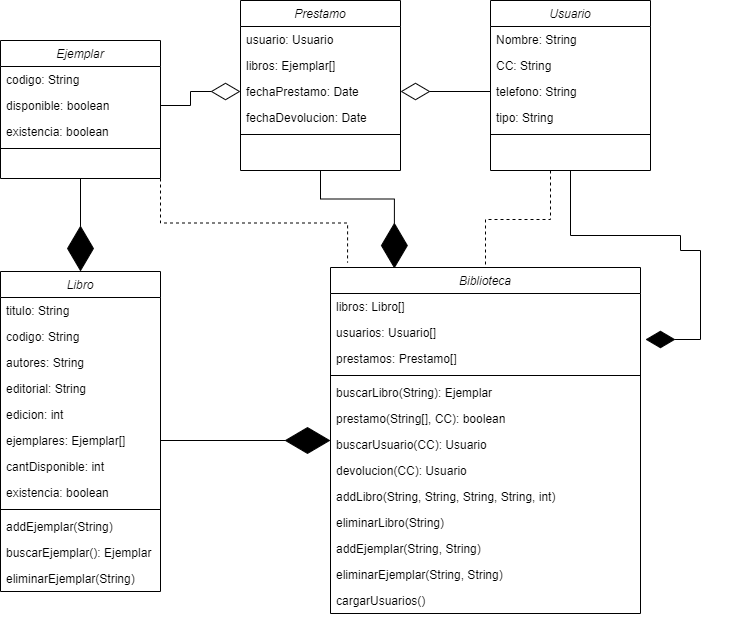 Ejemplar
codigo: String
disponible: boolean
existencia: boolean
Prestamo
usuario: Usuario
libros: Ejemplar[]
fechaPrestamo: Date
fechaDevolucion: Date
Usuario
Nombre: String
CC: String
telefono: String
tipo: String
Libro
titulo: String
codigo: String
autores: String
editorial: String
edicion: int
ejemplares: Ejemplar[]
cantDisponible: int
existencia: boolean
addEjemplar(String)
buscarEjemplar(): Ejemplar
eliminarEjemplar(String)
Biblioteca
libros: Libro[]
usuarios: Usuario[]
prestamos: Prestamo[]
buscarLibro(String): Ejemplar
prestamo(String[], CC): boolean
buscarUsuario(CC): Usuario
devolucion(CC): Usuario
addLibro(String, String, String, String, int)
eliminarLibro(String)
addEjemplar(String, String)
eliminarEjemplar(String, String)
cargarUsuarios()